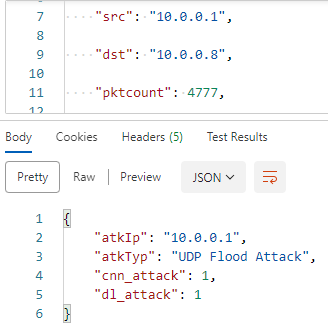 7 "src": "10.0.0.1",
8
9 "dst": "10.0.0.8",
10
11 "pktcount": 4777,
12
Body Cookies Headers (5) Test Results
Pretty Raw Preview JSON
1 {
2 "atkIp": "10.0.0.1",
3 "atkTyp": "UDP Flood Attack",
4 "cnn_attack": 1,
5 "dl_attack": 1
6 }